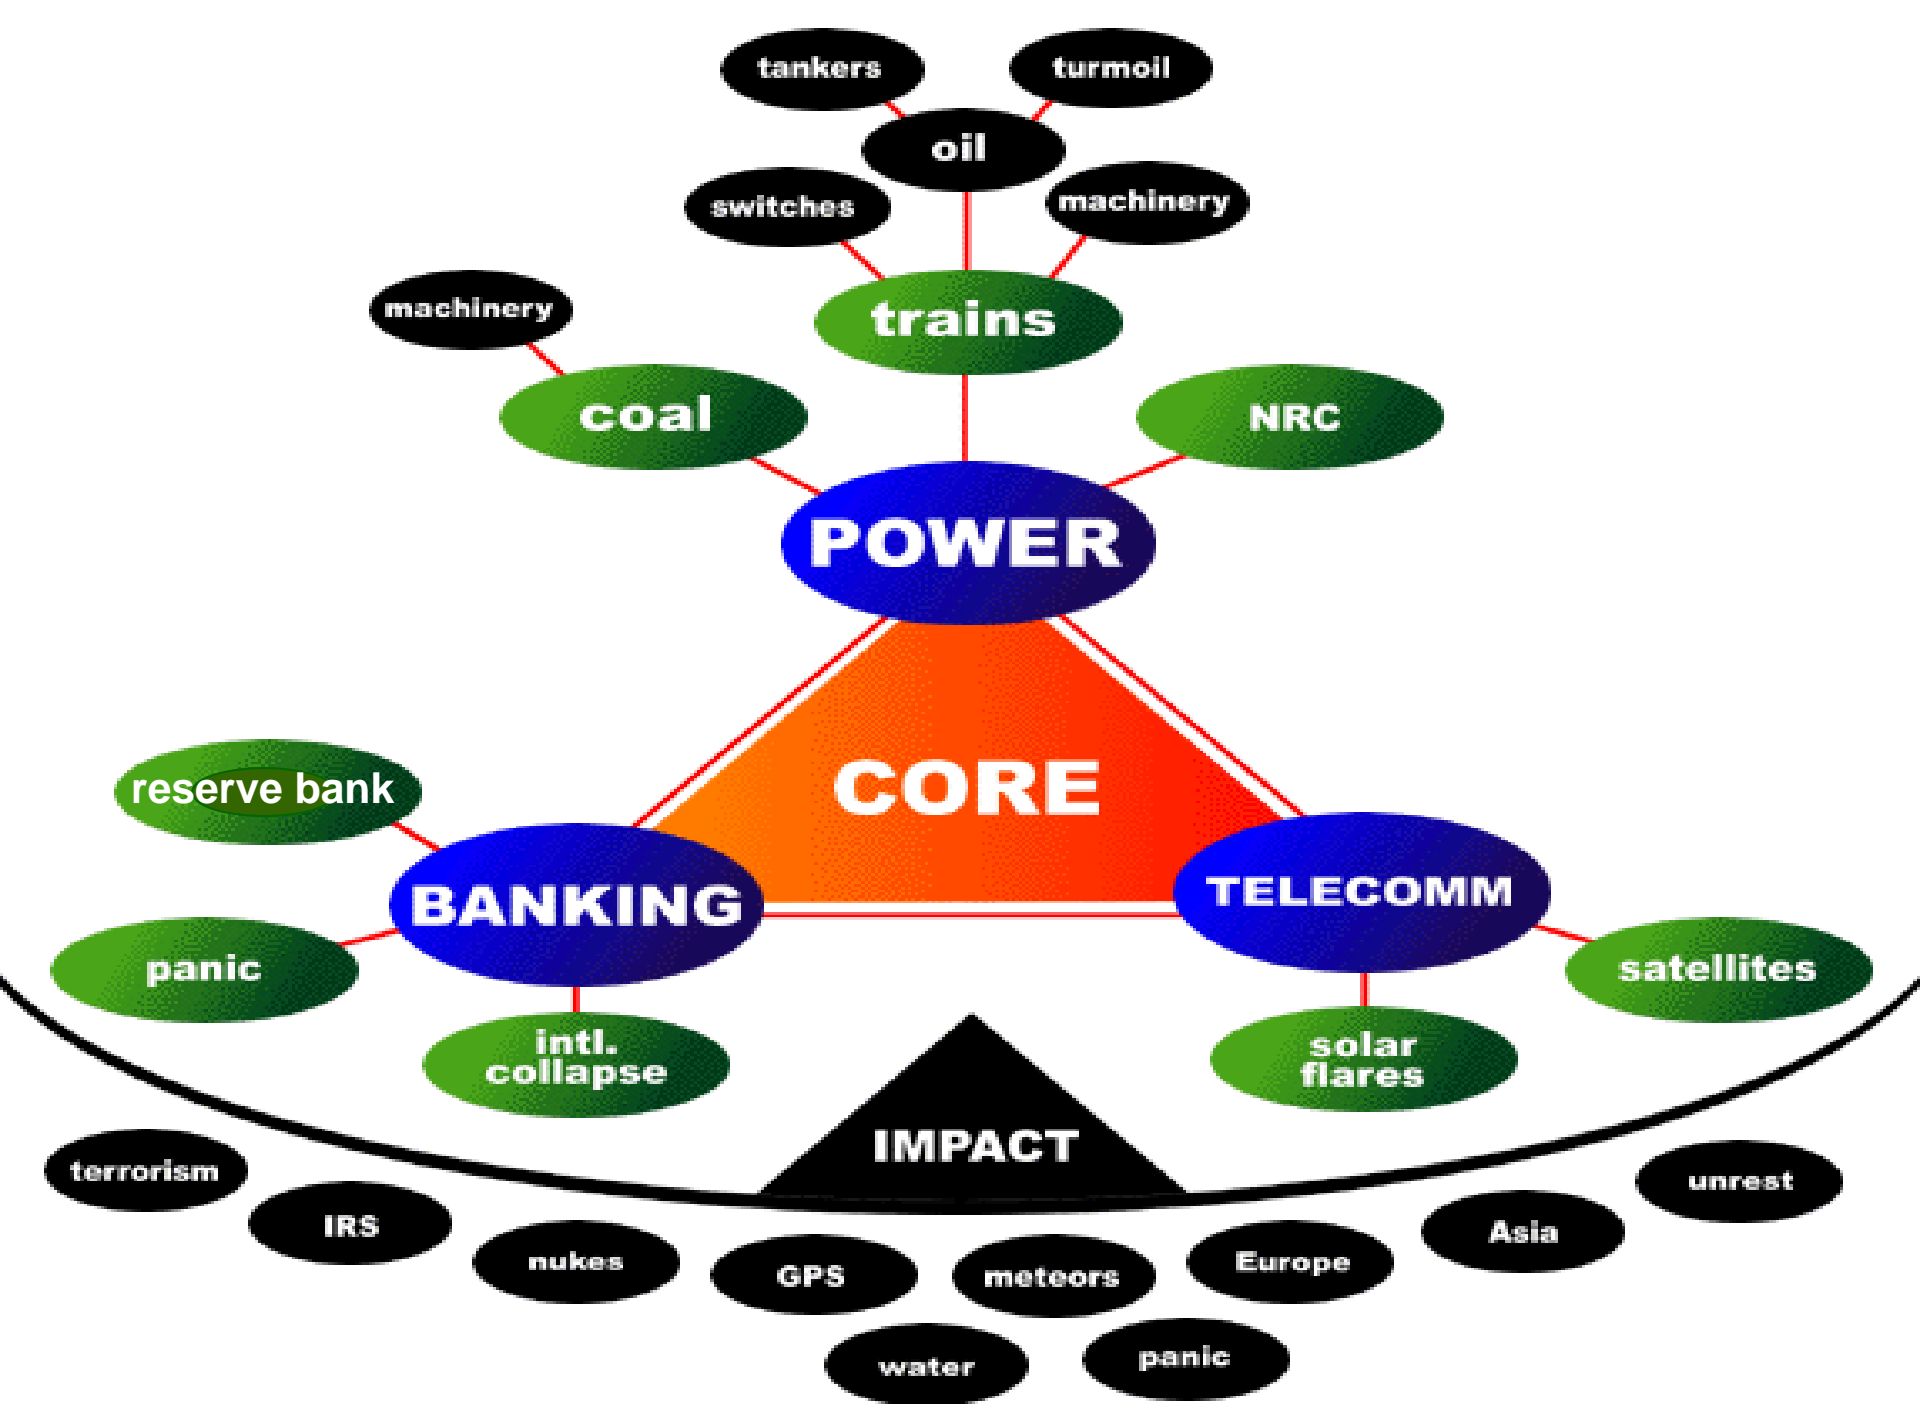 tankers
turmoil
oil
switches
machinery
machinery
trains
coal
NRC
POWER
CORE
reserve bank
BANKING
TELECOMM
panic
satellites
intl.
collapse
solar
flares
IMPACT
terrorism
IRS
nukes
GPS
meteors
Europe
Asia
unrest
water
panic